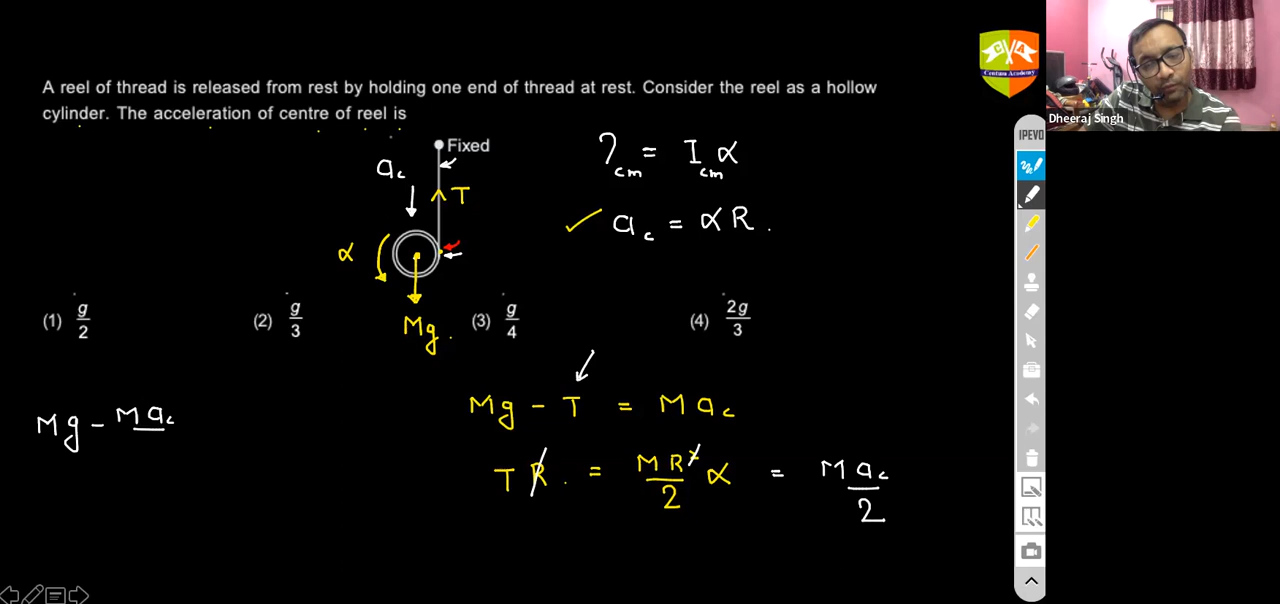 A reel of thread is released from rest by holding one end of thread at rest. Consider the reel as a hollow
cylinder. The acceleration of centre of reel is
Fixed
a_c
T
α
Mg.
τ_cm = I_cm α
✓ a_c = αR.
(1) g/2
(2) g/3
(3) g/4
(4) 2g/3
Mg - T = Ma_c
TR. = MR²/2 α = Ma_c/2
Mg - Ma_c
C A
Centum Academy
Dheeraj Singh
IPEVO